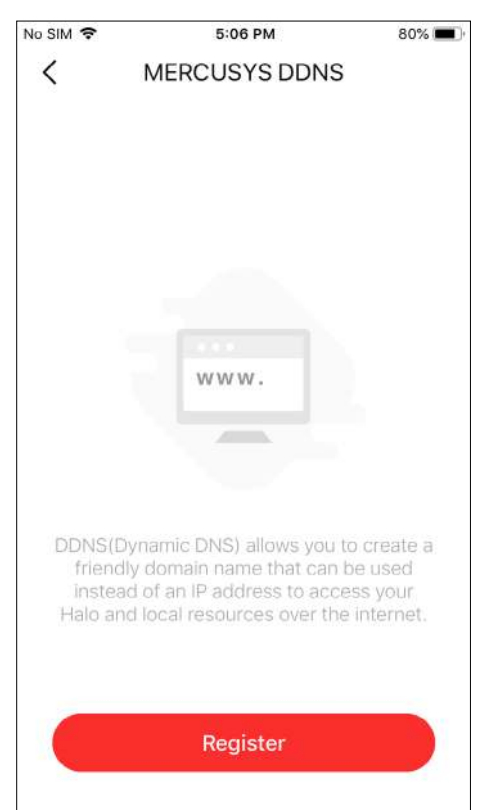 No SIM 5:06 PM 80%
MERCUSYS DDNS
www.
DDNS(Dynamic DNS) allows you to create a
friendly domain name that can be used
instead of an IP address to access your
Halo and local resources over the internet.
Register